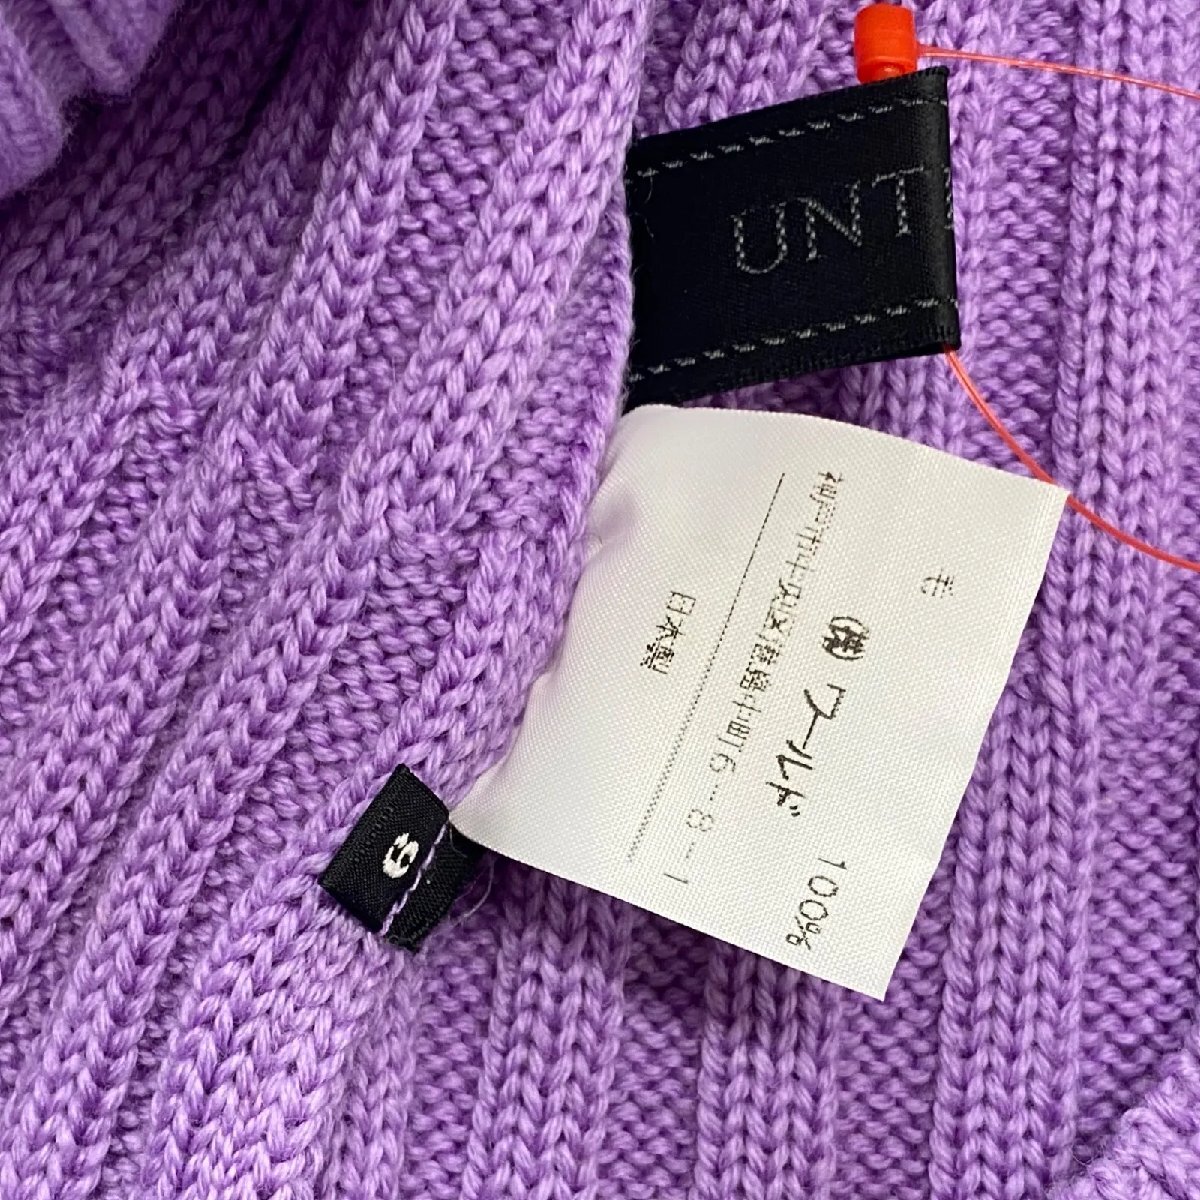 UNT
毛 100%
㈱ワールド
神戸市中央区港島中町6-8-1
日本製
9